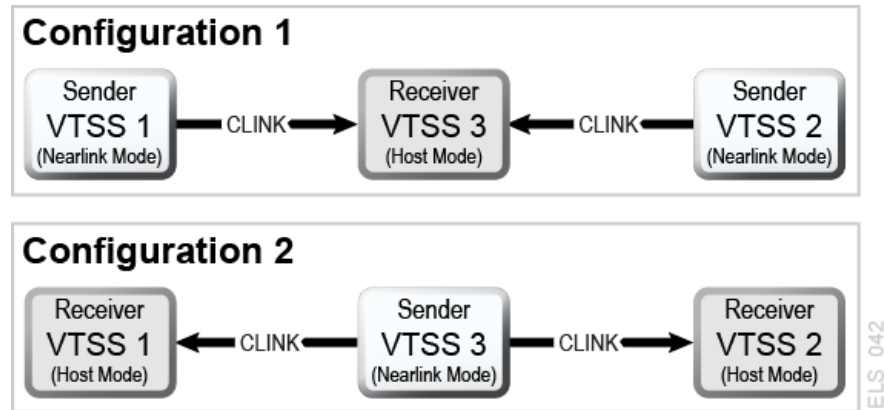 Configuration 1
Sender
VTSS 1
(Nearlink Mode)
CLINK
Receiver
VTSS 3
(Host Mode)
CLINK
Sender
VTSS 2
(Nearlink Mode)
Configuration 2
Receiver
VTSS 1
(Host Mode)
CLINK
Sender
VTSS 3
(Nearlink Mode)
CLINK
Receiver
VTSS 2
(Host Mode)
ELS 042